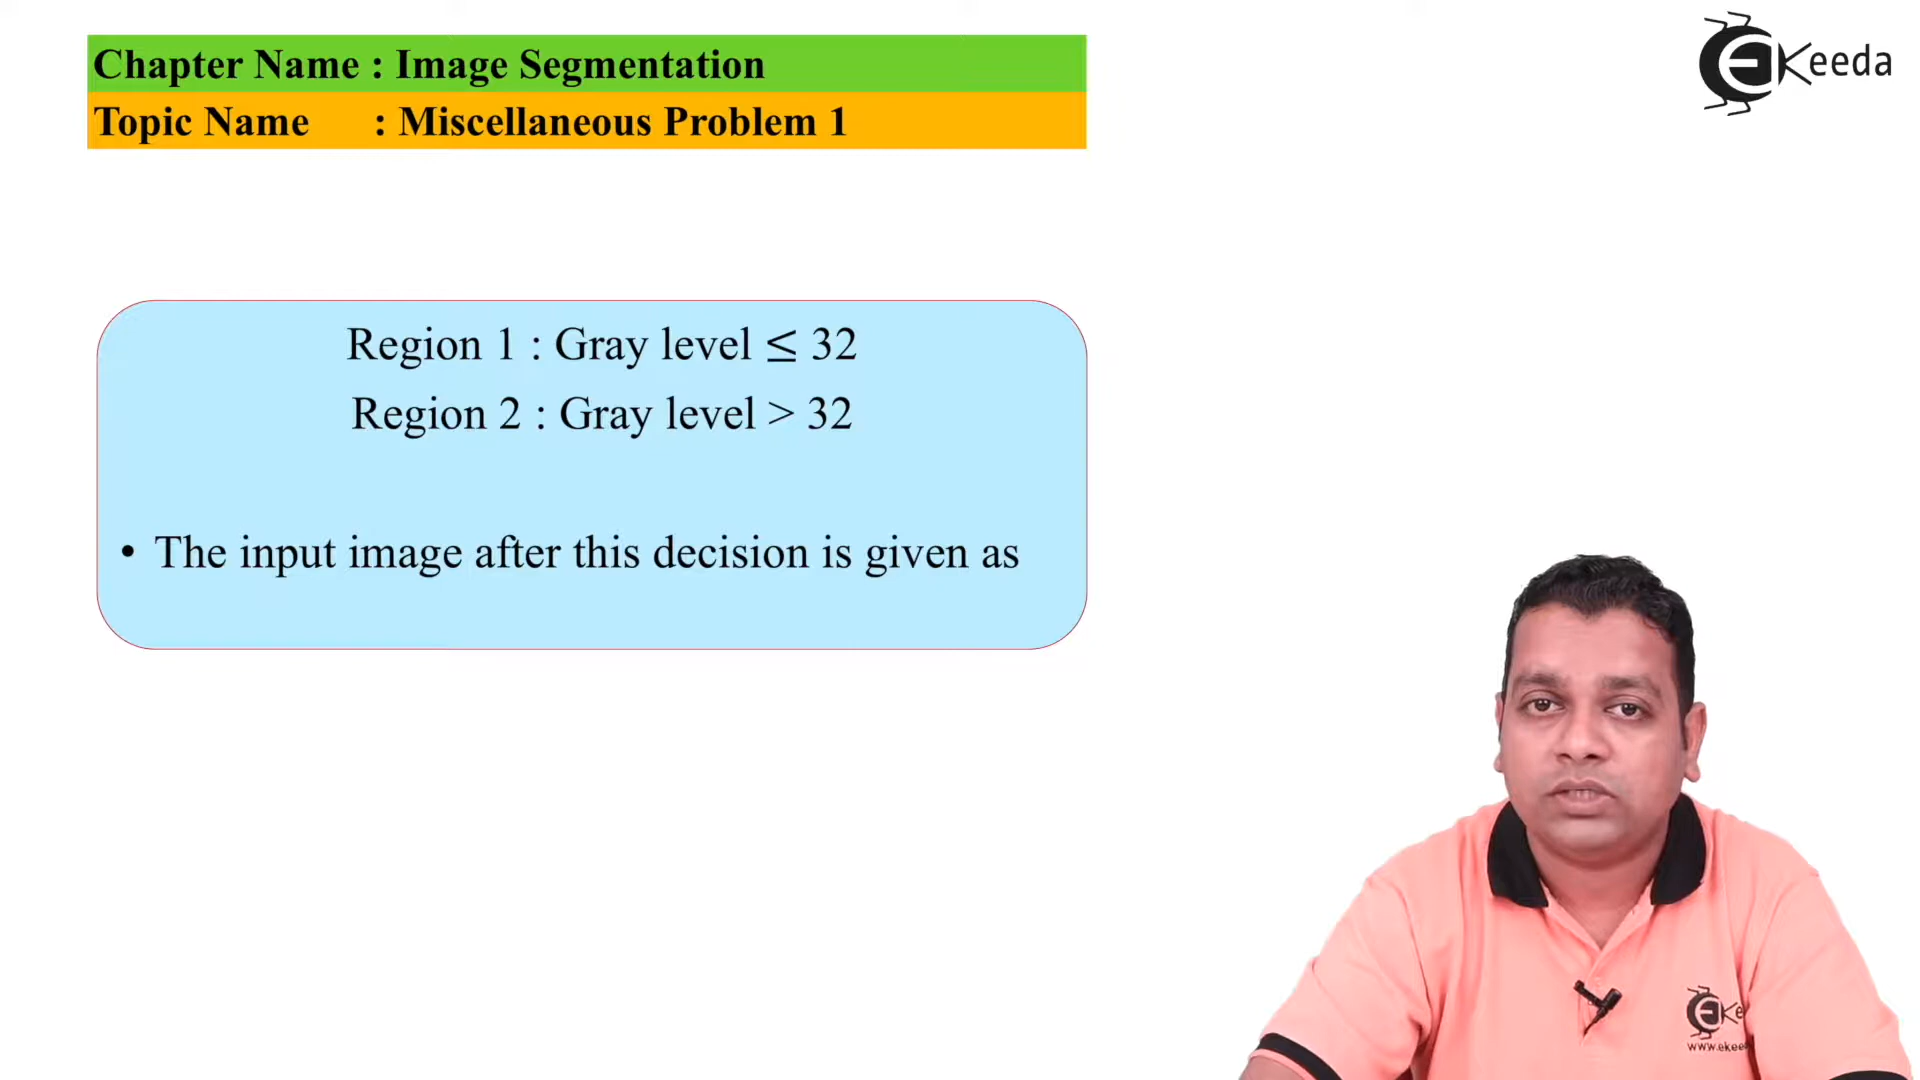 Chapter Name : Image Segmentation
Topic Name : Miscellaneous Problem 1
EKeeda
Region 1 : Gray level ≤ 32
Region 2 : Gray level > 32
• The input image after this decision is given as